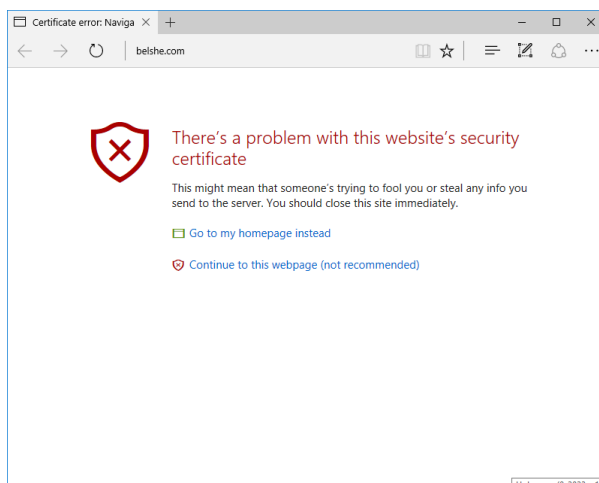 Certificate error: Naviga
belshe.com
There's a problem with this website's security
certificate
This might mean that someone's trying to fool you or steal any info you
send to the server. You should close this site immediately.
Go to my homepage instead
Continue to this webpage (not recommended)